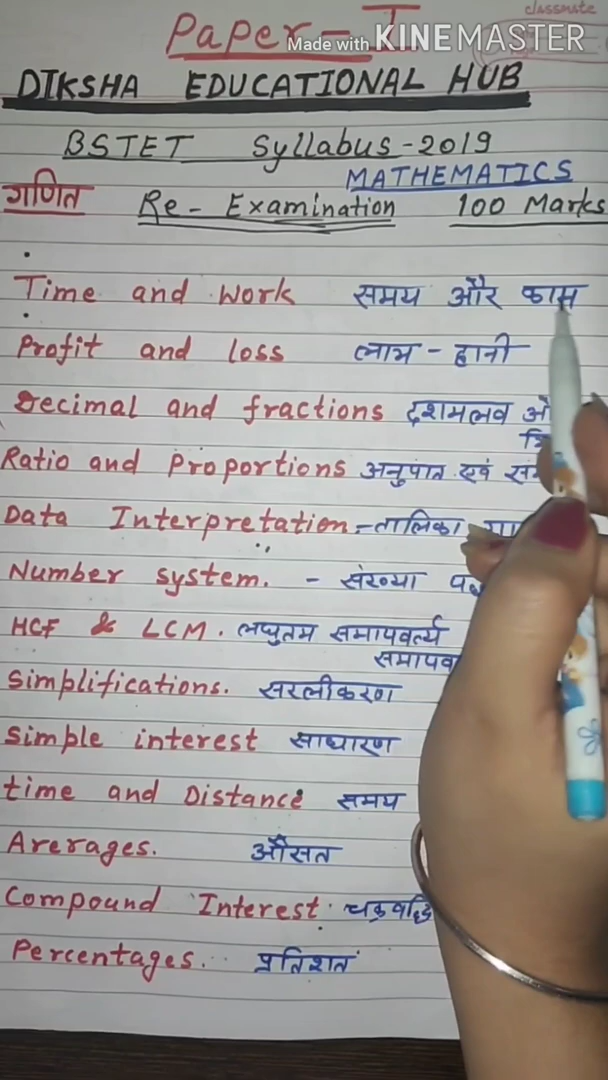 classmate
Paper - I
Made with KINEMASTER
DIKSHA EDUCATIONAL HUB
BSTET Syllabus-2019
MATHEMATICS
गणित Re-Examination 100 Marks
Time and work समय और काम
Profit and loss लाभ - हानी
Decimal and fractions दशमलव
Ratio and Proportions अनुपात एवं
Data Interpretation - तालिका
Number system. - संख्या
HCF & LCM. लघुतम समापवर्त्य
Simplifications. सरलीकरण
Simple interest साधारण
time and Distance समय
Averages. औसत
Compound Interest
Percentages. प्रतिशत